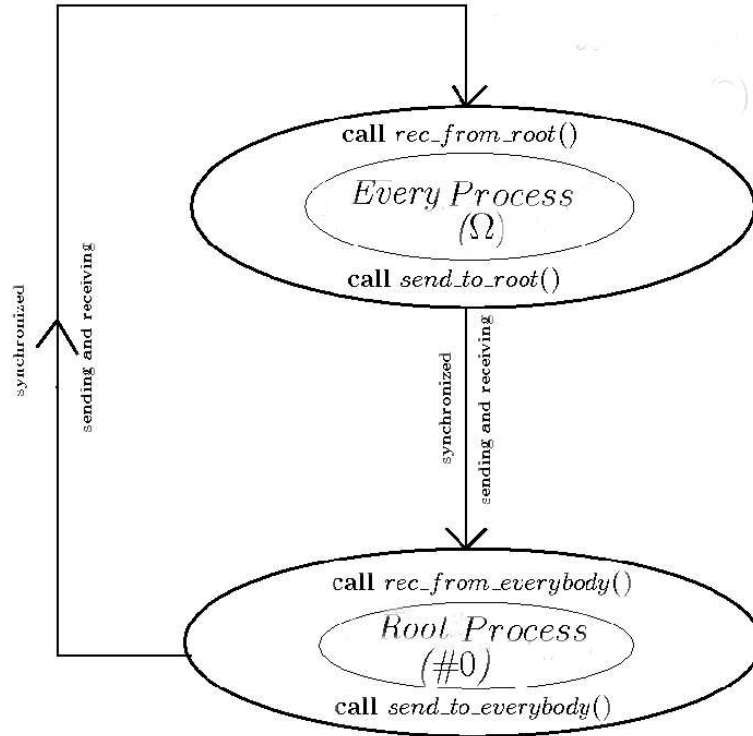 call rec_from_root()
Every Process
(Ω)
call send_to_root()
synchronized
sending and receiving
synchronized
sending and receiving
call rec_from_everybody()
Root Process
(#0)
call send_to_everybody()